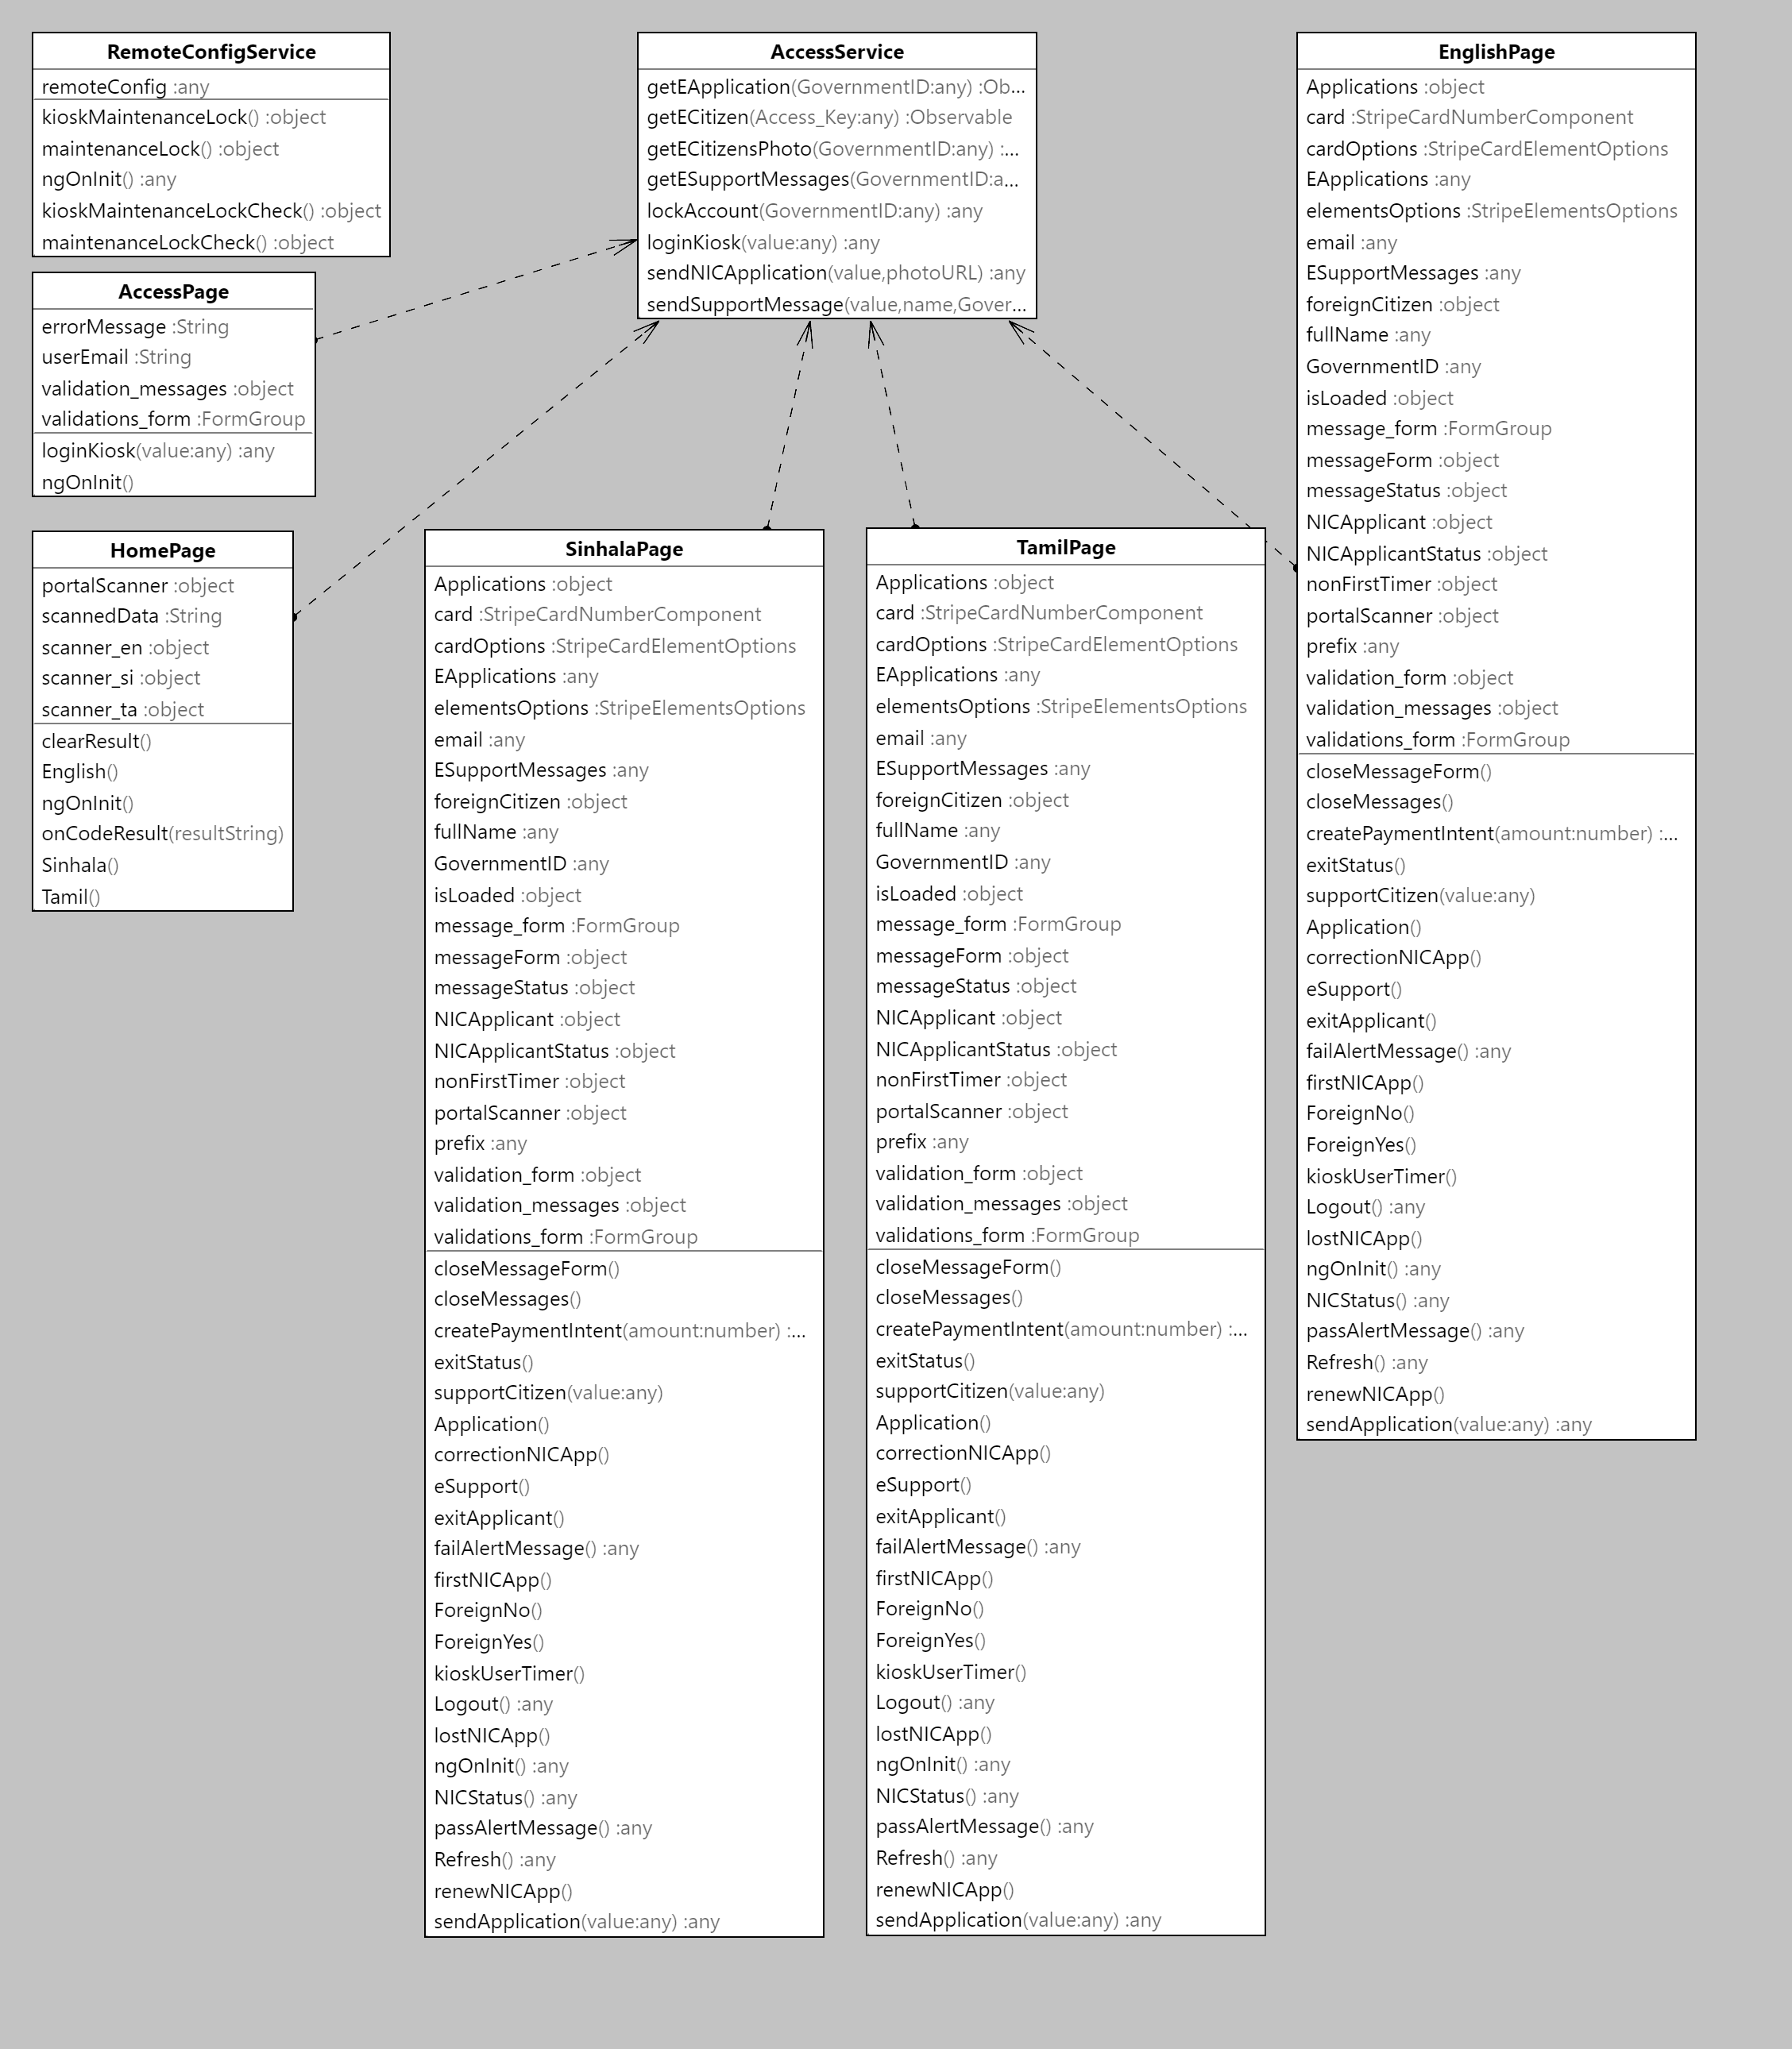 RemoteConfigService
remoteConfig :any
kioskMaintenanceLock() :object
maintenanceLock() :object
ngOnInit() :any
kioskMaintenanceLockCheck() :object
maintenanceLockCheck() :object
AccessService
getEApplication(GovernmentID:any) :Ob...
getECitizen(Access_Key:any) :Observable
getECitizensPhoto(GovernmentID:any) :...
getESupportMessages(GovernmentID:a...
lockAccount(GovernmentID:any) :any
loginKiosk(value:any) :any
sendNICApplication(value,photoURL) :any
sendSupportMessage(value,name,Gover...
EnglishPage
Applications :object
card :StripeCardNumberComponent
cardOptions :StripeCardElementOptions
EApplications :any
elementsOptions :StripeElementsOptions
email :any
ESupportMessages :any
foreignCitizen :object
fullName :any
GovernmentID :any
isLoaded :object
message_form :FormGroup
messageForm :object
messageStatus :object
NICApplicant :object
NICApplicantStatus :object
nonFirstTimer :object
portalScanner :object
prefix :any
validation_form :object
validation_messages :object
validations_form :FormGroup
closeMessageForm()
closeMessages()
createPaymentIntent(amount:number) :...
exitStatus()
supportCitizen(value:any)
Application()
correctionNICApp()
eSupport()
exitApplicant()
failAlertMessage() :any
firstNICApp()
ForeignNo()
ForeignYes()
kioskUserTimer()
Logout() :any
lostNICApp()
ngOnInit() :any
NICStatus() :any
passAlertMessage() :any
Refresh() :any
renewNICApp()
sendApplication(value:any) :any
AccessPage
errorMessage :String
userEmail :String
validation_messages :object
validations_form :FormGroup
loginKiosk(value:any) :any
ngOnInit()
HomePage
portalScanner :object
scannedData :String
scanner_en :object
scanner_si :object
scanner_ta :object
clearResult()
English()
ngOnInit()
onCodeResult(resultString)
Sinhala()
Tamil()
SinhalaPage
Applications :object
card :StripeCardNumberComponent
cardOptions :StripeCardElementOptions
EApplications :any
elementsOptions :StripeElementsOptions
email :any
ESupportMessages :any
foreignCitizen :object
fullName :any
GovernmentID :any
isLoaded :object
message_form :FormGroup
messageForm :object
messageStatus :object
NICApplicant :object
NICApplicantStatus :object
nonFirstTimer :object
portalScanner :object
prefix :any
validation_form :object
validation_messages :object
validations_form :FormGroup
closeMessageForm()
closeMessages()
createPaymentIntent(amount:number) :...
exitStatus()
supportCitizen(value:any)
Application()
correctionNICApp()
eSupport()
exitApplicant()
failAlertMessage() :any
firstNICApp()
ForeignNo()
ForeignYes()
kioskUserTimer()
Logout() :any
lostNICApp()
ngOnInit() :any
NICStatus() :any
passAlertMessage() :any
Refresh() :any
renewNICApp()
sendApplication(value:any) :any
TamilPage
Applications :object
card :StripeCardNumberComponent
cardOptions :StripeCardElementOptions
EApplications :any
elementsOptions :StripeElementsOptions
email :any
ESupportMessages :any
foreignCitizen :object
fullName :any
GovernmentID :any
isLoaded :object
message_form :FormGroup
messageForm :object
messageStatus :object
NICApplicant :object
NICApplicantStatus :object
nonFirstTimer :object
portalScanner :object
prefix :any
validation_form :object
validation_messages :object
validations_form :FormGroup
closeMessageForm()
closeMessages()
createPaymentIntent(amount:number) :...
exitStatus()
supportCitizen(value:any)
Application()
correctionNICApp()
eSupport()
exitApplicant()
failAlertMessage() :any
firstNICApp()
ForeignNo()
ForeignYes()
kioskUserTimer()
Logout() :any
lostNICApp()
ngOnInit() :any
NICStatus() :any
passAlertMessage() :any
Refresh() :any
renewNICApp()
sendApplication(value:any) :any